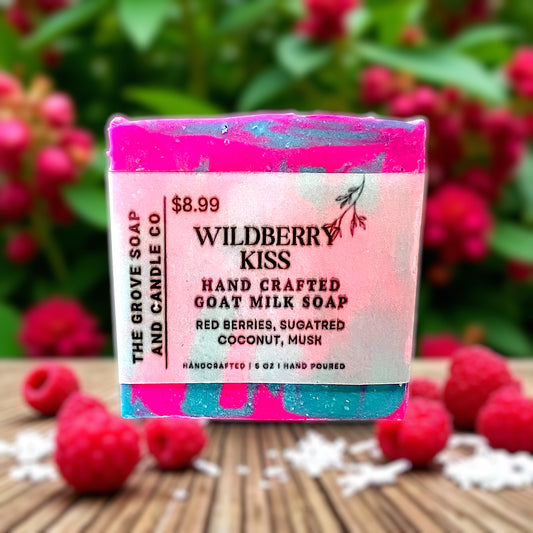 THE GROVE SOAP
AND CANDLE CO
$8.99
WILDBERRY
KISS
HAND CRAFTED
GOAT MILK SOAP
RED BERRIES, SUGATRED
COCONUT, MUSK
HANDCRAFTED | 5 OZ | HAND POURED